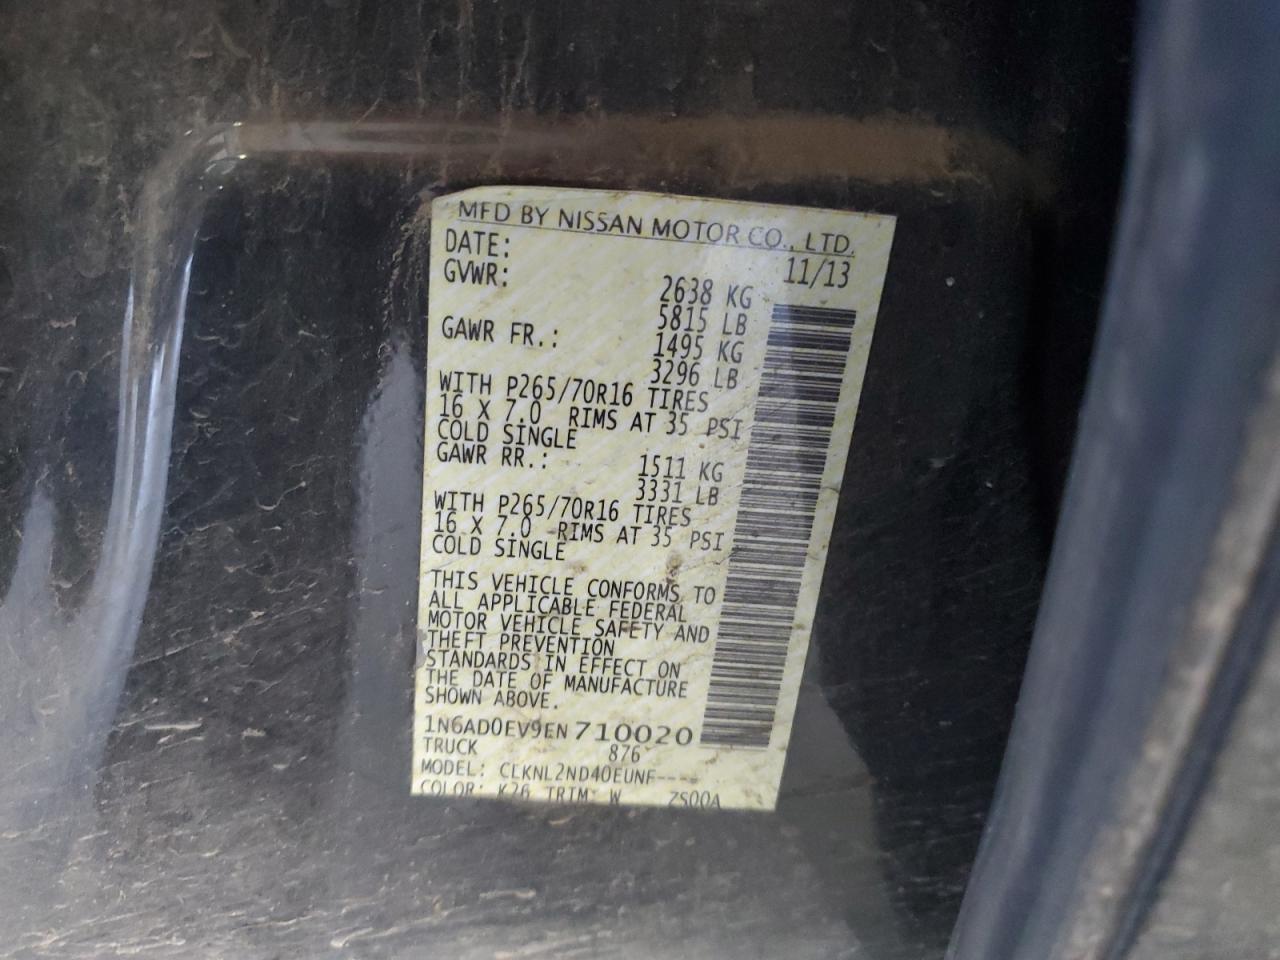 MFD BY NISSAN MOTOR CO., LTD.
DATE: 11/13
GVWR: 2638 KG
5815 LB
GAWR FR.: 1495 KG
3296 LB
WITH P265/70R16 TIRES
16 X 7.0 RIMS AT 35 PSI
COLD SINGLE
GAWR RR.: 1511 KG
3331 LB
WITH P265/70R16 TIRES
16 X 7.0 RIMS AT 35 PSI
COLD SINGLE
THIS VEHICLE CONFORMS TO
ALL APPLICABLE FEDERAL
MOTOR VEHICLE SAFETY AND
THEFT PREVENTION
STANDARDS IN EFFECT ON
THE DATE OF MANUFACTURE
SHOWN ABOVE.
1N6AD0EV9EN710020
TRUCK 876
MODEL: CLKNL2ND40EUNF----
COLOR: K26 TRIM: W ZS00A